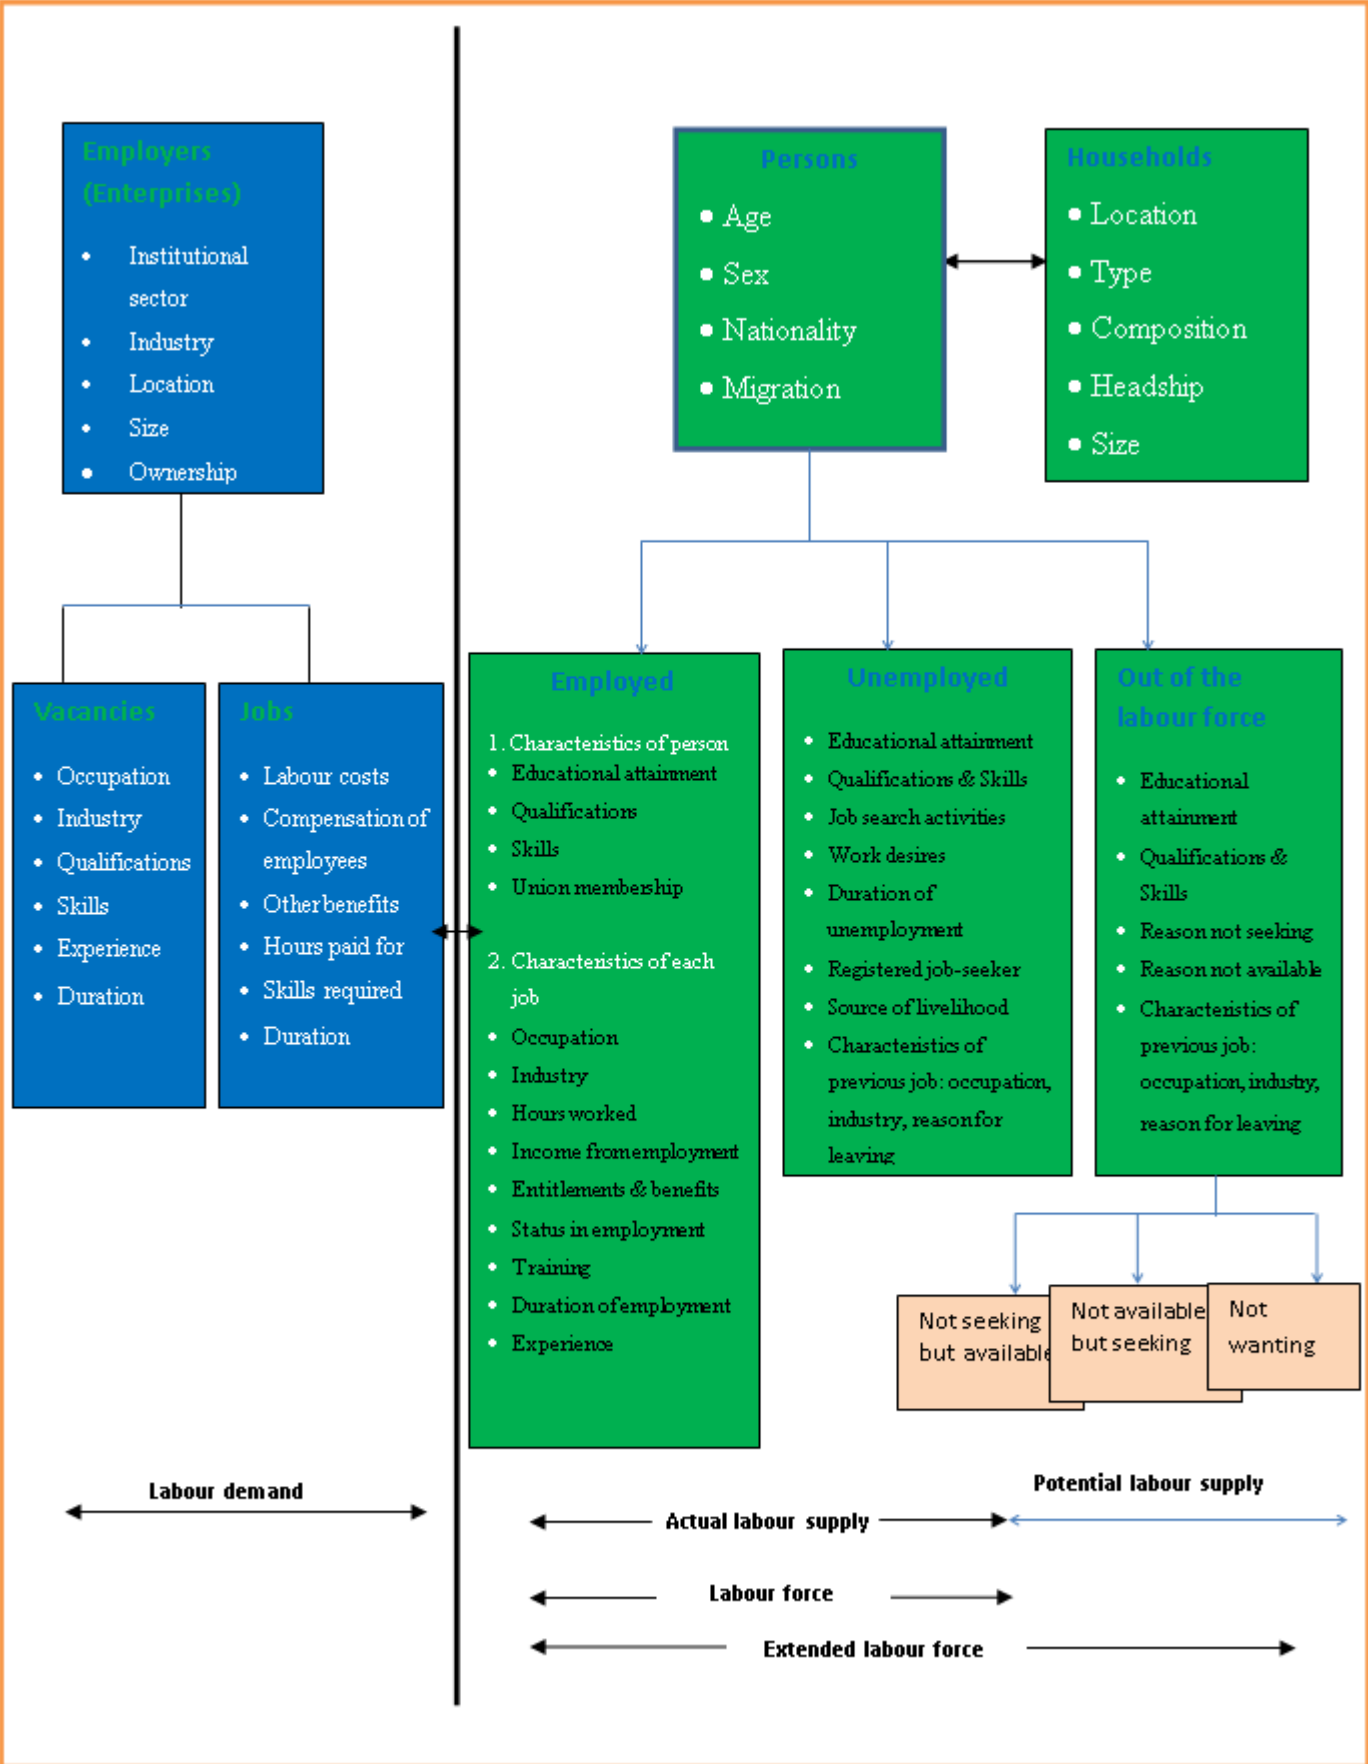 Employers
(Enterprises)
• Institutional
sector
• Industry
• Location
• Size
• Ownership
Persons
• Age
• Sex
• Nationality
• Migration
Households
• Location
• Type
• Composition
• Headship
• Size
Vacancies
• Occupation
• Industry
• Qualifications
• Skills
• Experience
• Duration
Jobs
• Labour costs
• Compensation of
employees
• Other benefits
• Hours paid for
• Skills required
• Duration
Employed
1. Characteristics of person
• Educational attainment
• Qualifications
• Skills
• Union membership
2. Characteristics of each
job
• Occupation
• Industry
• Hours worked
• Income from employment
• Entitlements & benefits
• Status in employment
• Training
• Duration of employment
• Experience
Unemployed
• Educational attainment
• Qualifications & Skills
• Job search activities
• Work desires
• Duration of
unemployment
• Registered job-seeker
• Source of livelihood
• Characteristics of
previous job: occupation,
industry, reason for
leaving
Out of the
labour force
• Educational
attainment
• Qualifications &
Skills
• Reason not seeking
• Reason not available
• Characteristics of
previous job:
occupation, industry,
reason for leaving
Not seeking
but available
Not available
but seeking
Not
wanting
Labour demand
Potential labour supply
Actual labour supply
Labour force
Extended labour force